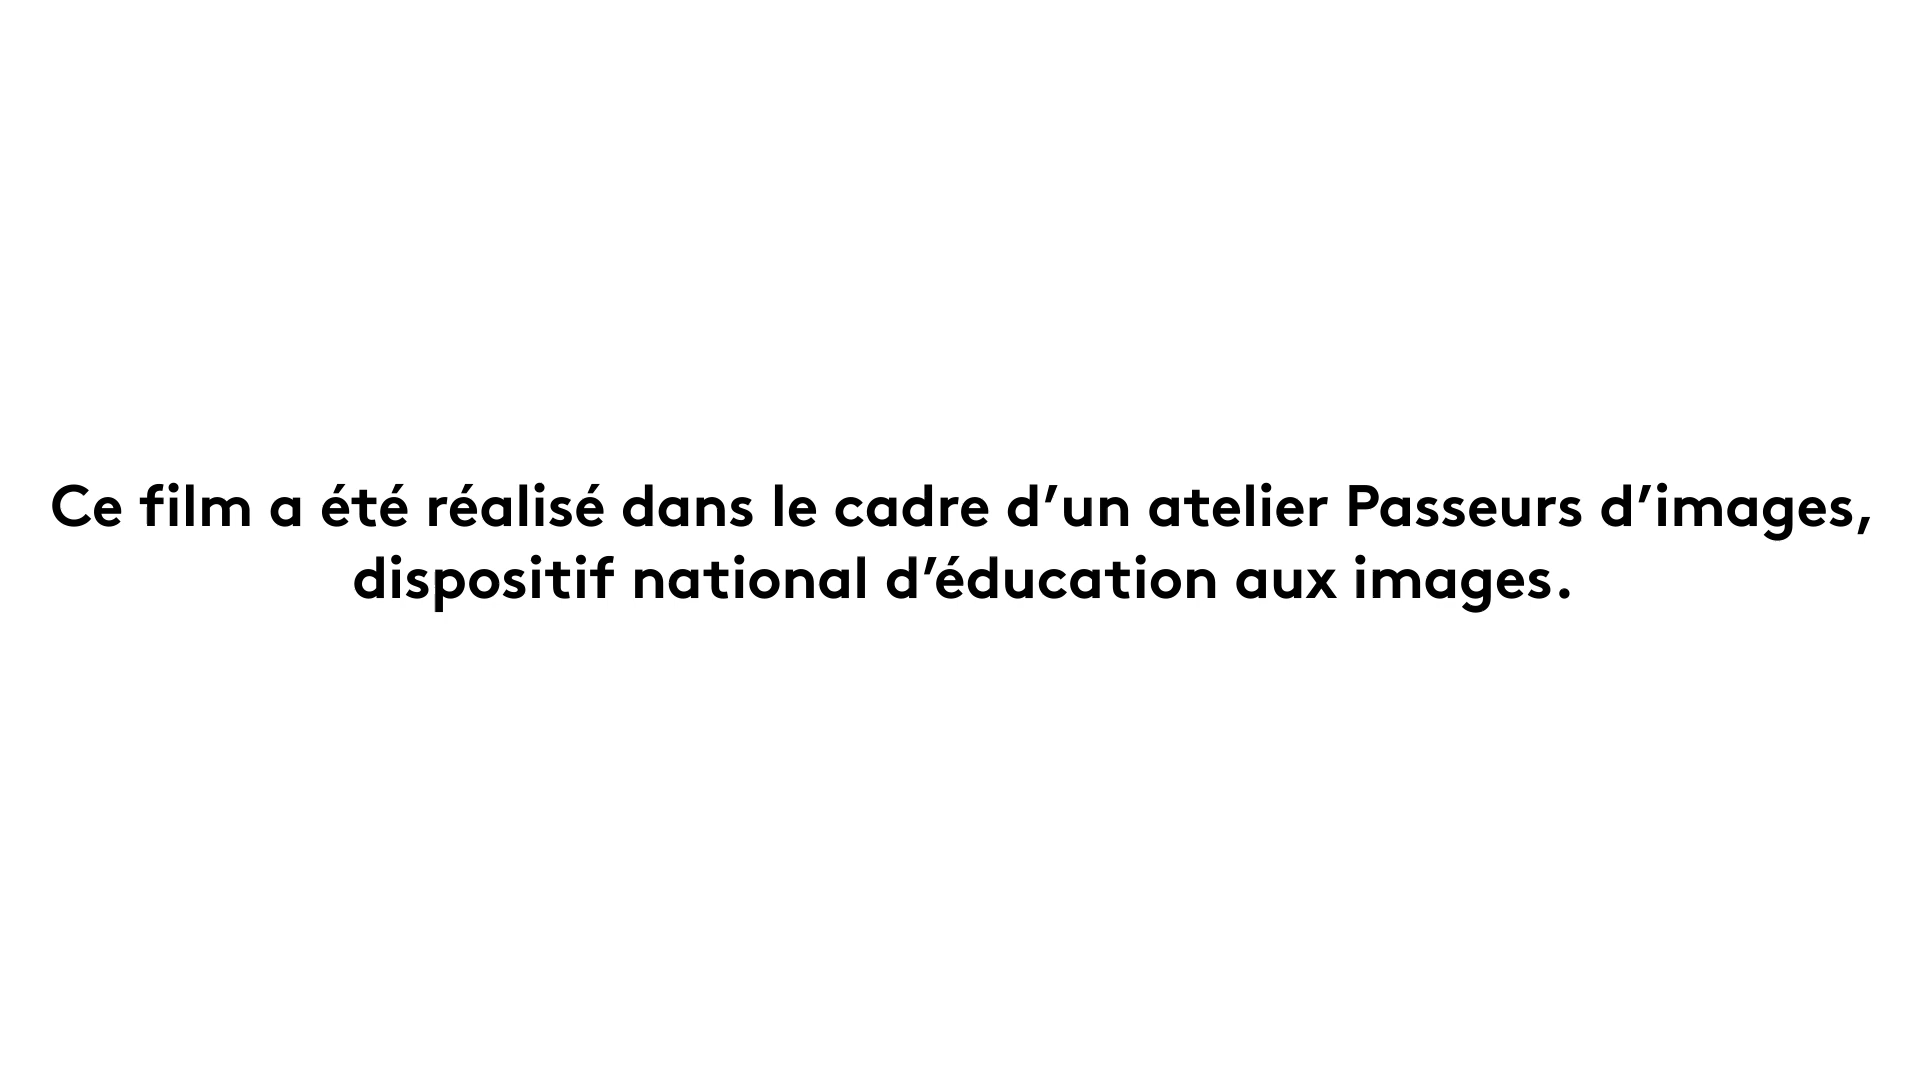 Ce film a été réalisé dans le cadre d’un atelier Passeurs d’images,
dispositif national d’éducation aux images.